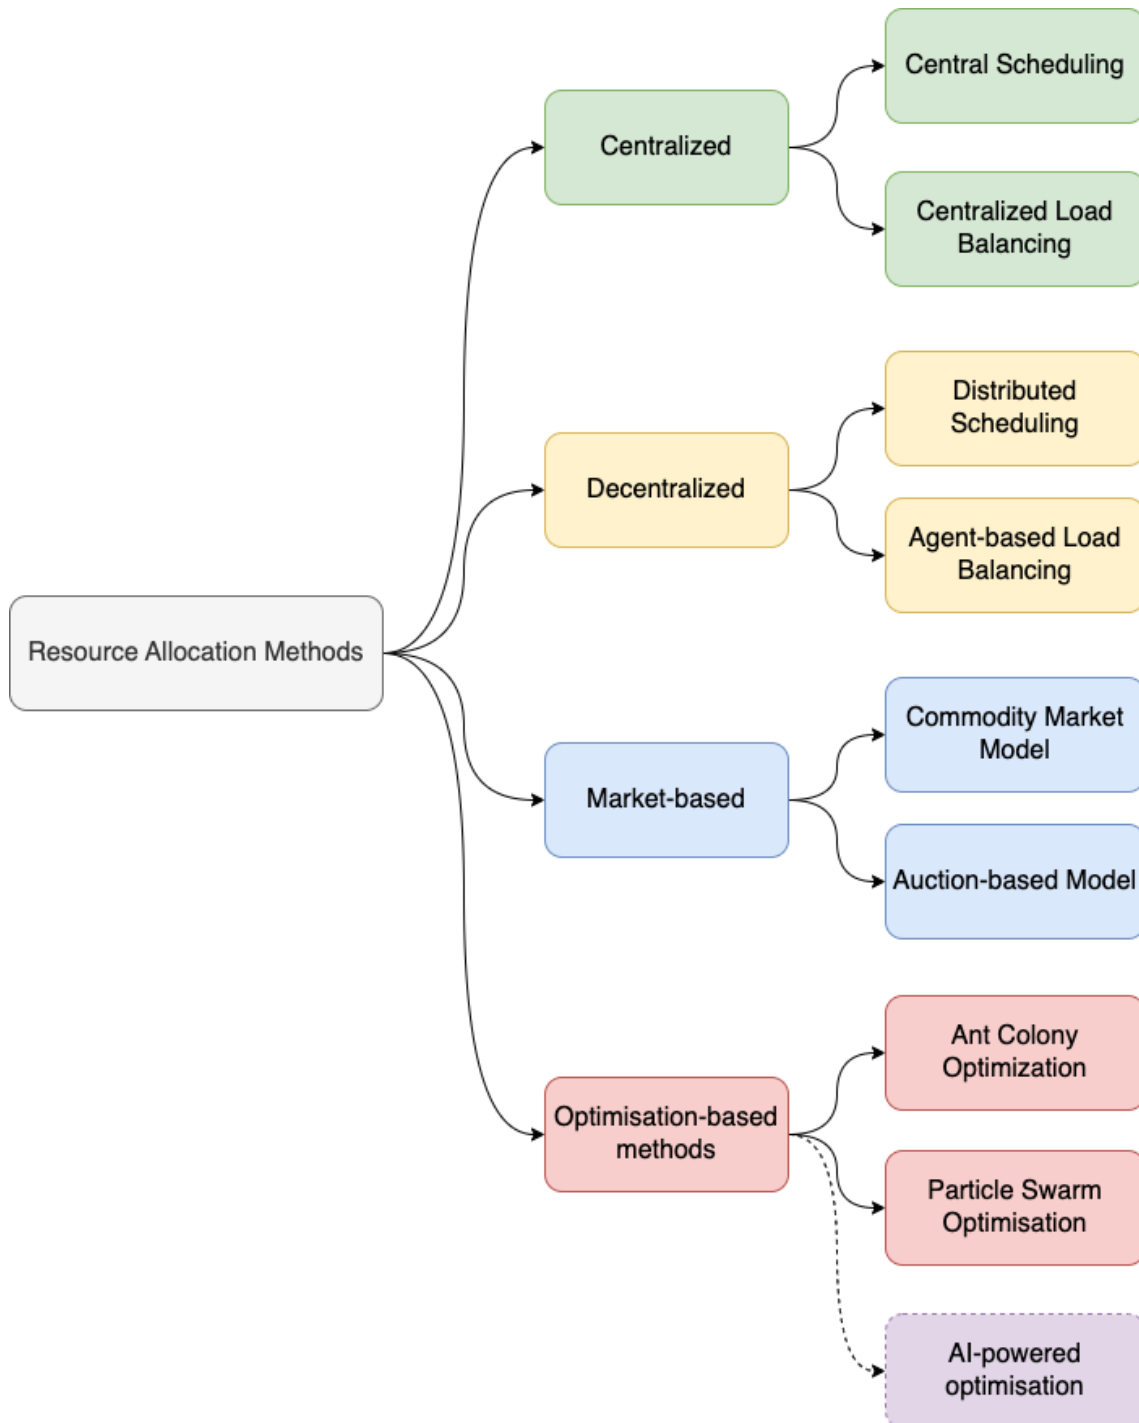 Resource Allocation Methods
Centralized
Central Scheduling
Centralized Load
Balancing
Decentralized
Distributed
Scheduling
Agent-based Load
Balancing
Market-based
Commodity Market
Model
Auction-based Model
Optimisation-based
methods
Ant Colony
Optimization
Particle Swarm
Optimisation
AI-powered
optimisation